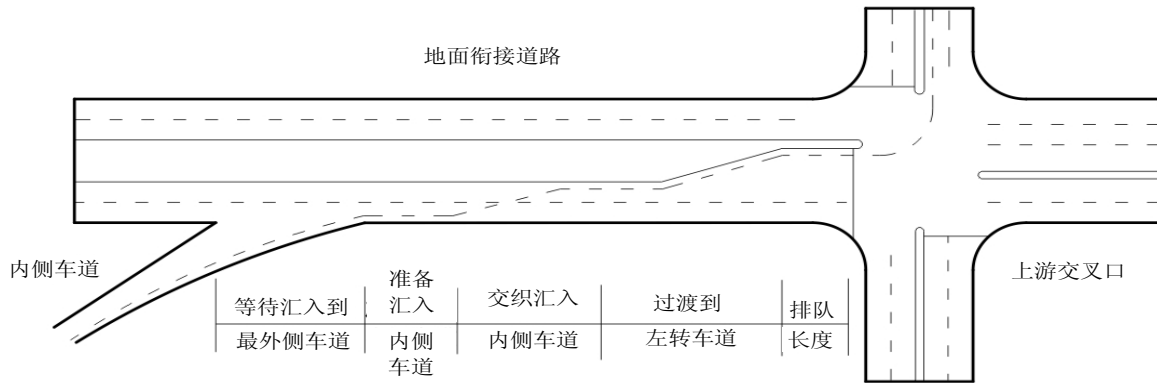 地面衔接道路
内侧车道
上游交叉口
等待汇入到
最外侧车道
准备
汇入
内侧
车道
交织汇入
内侧车道
过渡到
左转车道
排队
长度